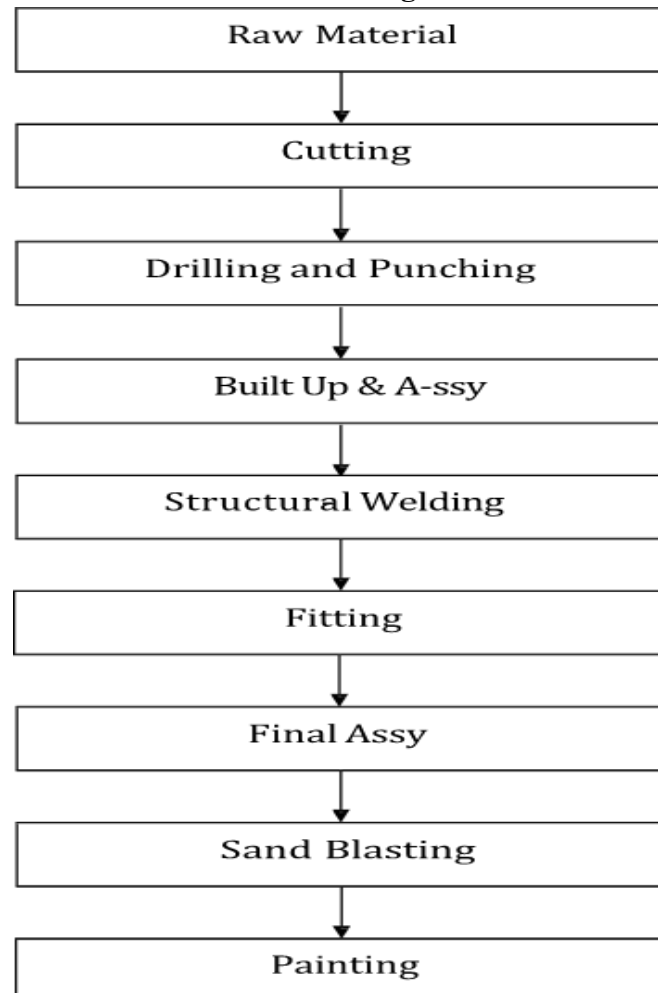 Raw Material
Cutting
Drilling and Punching
Built Up & A-ssy
Structural Welding
Fitting
Final Assy
Sand Blasting
Painting